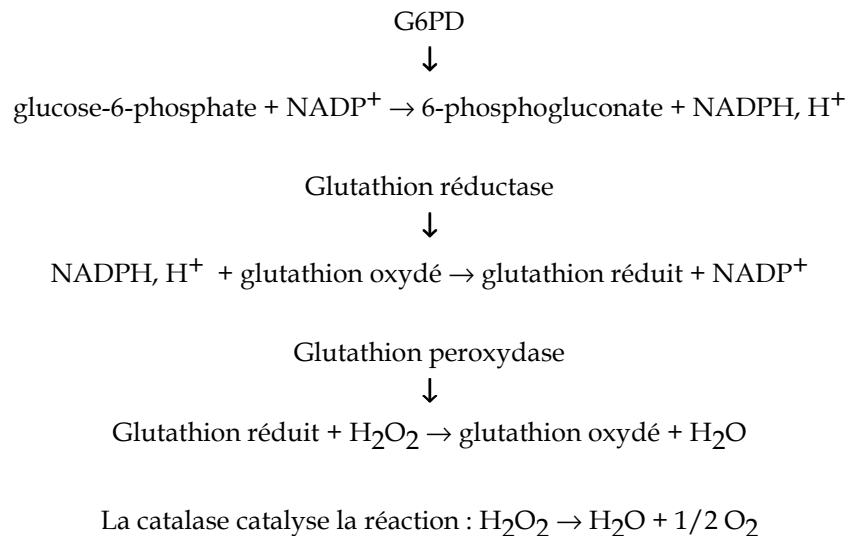 G6PD
↓
glucose-6-phosphate + NADP⁺ → 6-phosphogluconate + NADPH, H⁺
Glutathion réductase
↓
NADPH, H⁺ + glutathion oxydé → glutathion réduit + NADP⁺
Glutathion peroxydase
↓
Glutathion réduit + H₂O₂ → glutathion oxydé + H₂O
La catalase catalyse la réaction : H₂O₂ → H₂O + 1/2 O₂